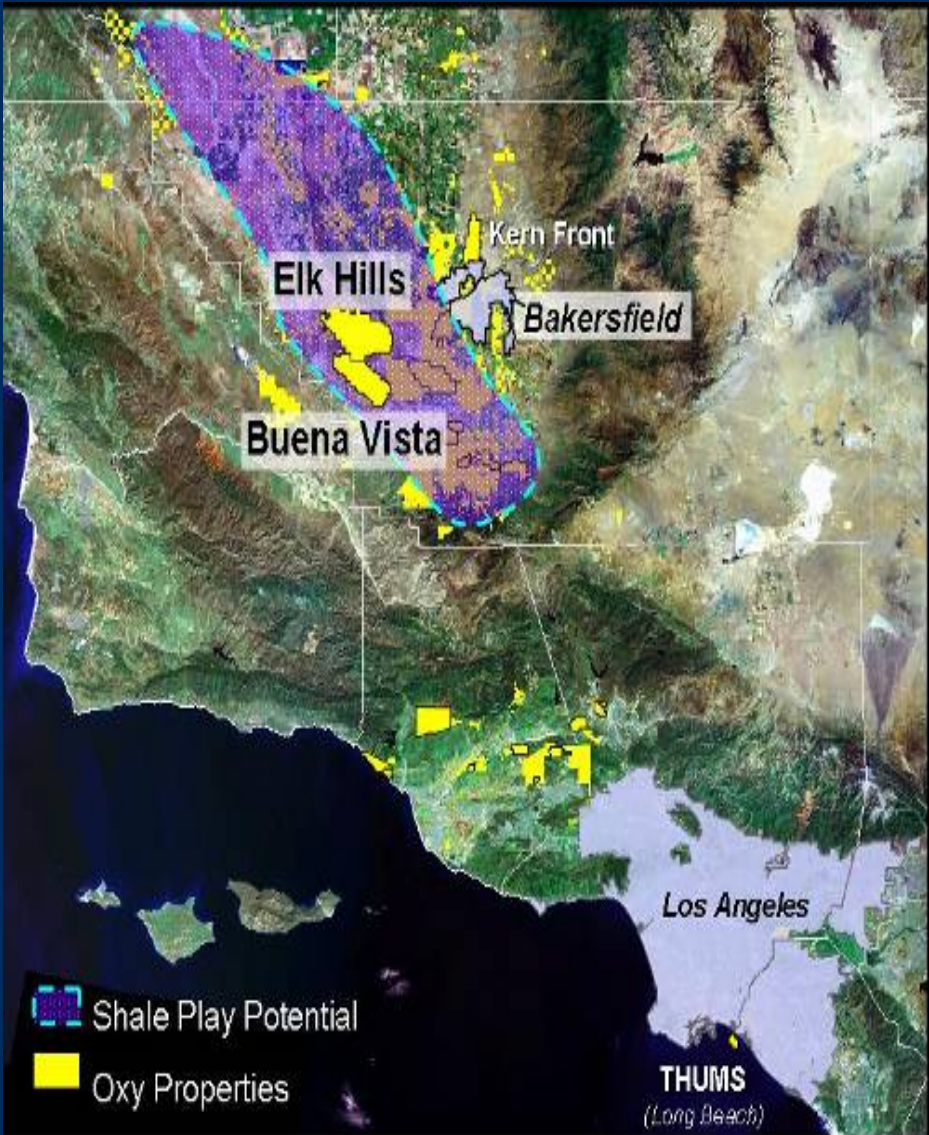 Kern Front
Elk Hills
Bakersfield
Buena Vista
Los Angeles
Shale Play Potential
Oxy Properties
THUMS
(Long Beach)